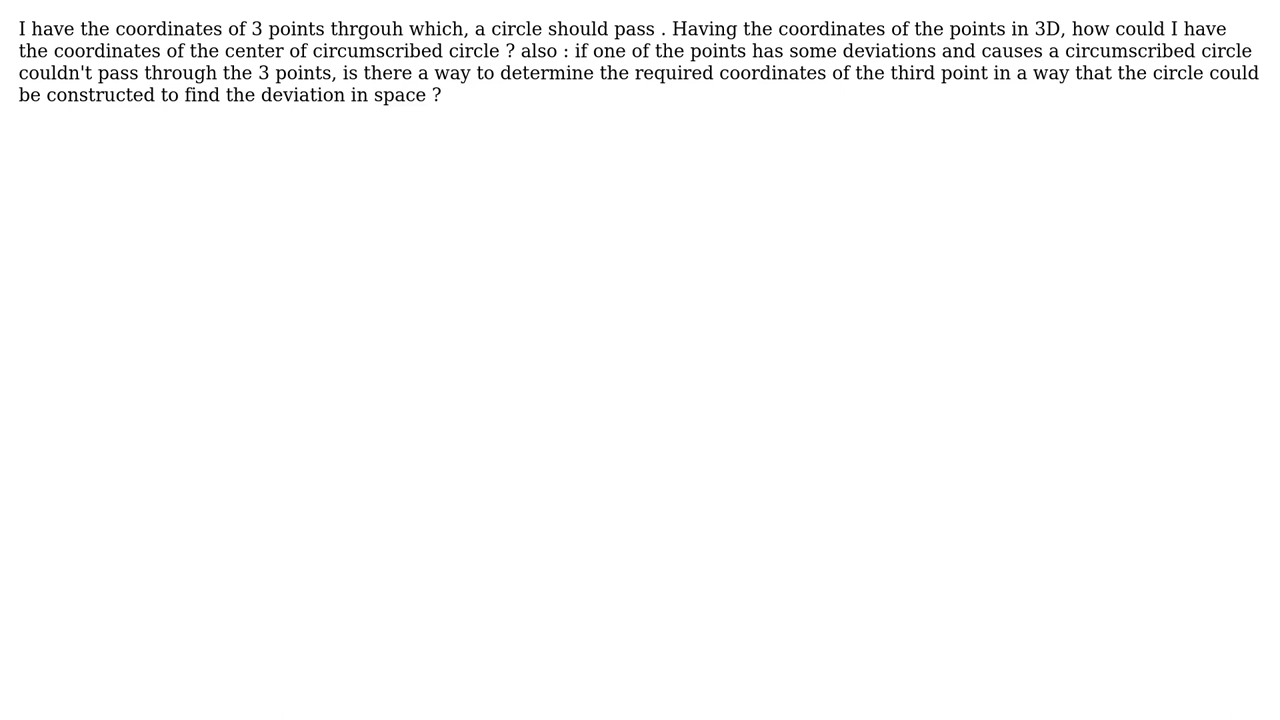 I have the coordinates of 3 points thrgouh which, a circle should pass . Having the coordinates of the points in 3D, how could I have
the coordinates of the center of circumscribed circle ? also : if one of the points has some deviations and causes a circumscribed circle
couldn't pass through the 3 points, is there a way to determine the required coordinates of the third point in a way that the circle could
be constructed to find the deviation in space ?